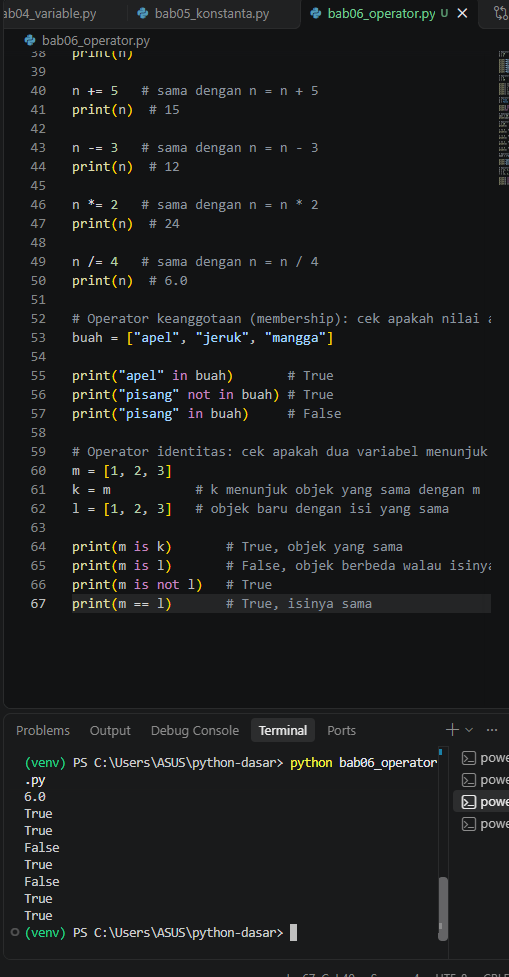 ab04_variable.py bab05_konstanta.py bab06_operator.py U
bab06_operator.py
38 print(n)
39
40 n += 5   # sama dengan n = n + 5
41 print(n)  # 15
42
43 n -= 3   # sama dengan n = n - 3
44 print(n)  # 12
45
46 n *= 2   # sama dengan n = n * 2
47 print(n)  # 24
48
49 n /= 4   # sama dengan n = n / 4
50 print(n)  # 6.0
51
52 # Operator keanggotaan (membership): cek apakah nilai a
53 buah = ["apel", "jeruk", "mangga"]
54
55 print("apel" in buah)       # True
56 print("pisang" not in buah) # True
57 print("pisang" in buah)     # False
58
59 # Operator identitas: cek apakah dua variabel menunjuk
60 m = [1, 2, 3]
61 k = m           # k menunjuk objek yang sama dengan m
62 l = [1, 2, 3]   # objek baru dengan isi yang sama
63
64 print(m is k)       # True, objek yang sama
65 print(m is l)       # False, objek berbeda walau isinya
66 print(m is not l)   # True
67 print(m == l)       # True, isinya sama
Problems Output Debug Console Terminal Ports
(venv) PS C:\Users\ASUS\python-dasar> python bab06_operator
.py
6.0
True
True
False
True
False
True
True
(venv) PS C:\Users\ASUS\python-dasar>
powe
powe
powe
powe